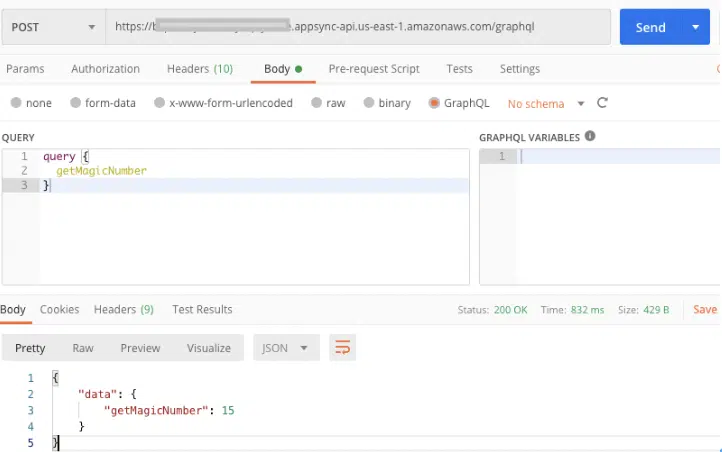 POST https://b .appsync-api.us-east-1.amazonaws.com/graphql Send
Params Authorization Headers (10) Body Pre-request Script Tests Settings
none form-data x-www-form-urlencoded raw binary GraphQL No schema
QUERY GRAPHQL VARIABLES
1 query { 1
2 getMagicNumber
3 }
Body Cookies Headers (9) Test Results Status: 200 OK Time: 832 ms Size: 429 B Save
Pretty Raw Preview Visualize JSON
1 {
2 "data": {
3 "getMagicNumber": 15
4 }
5 }